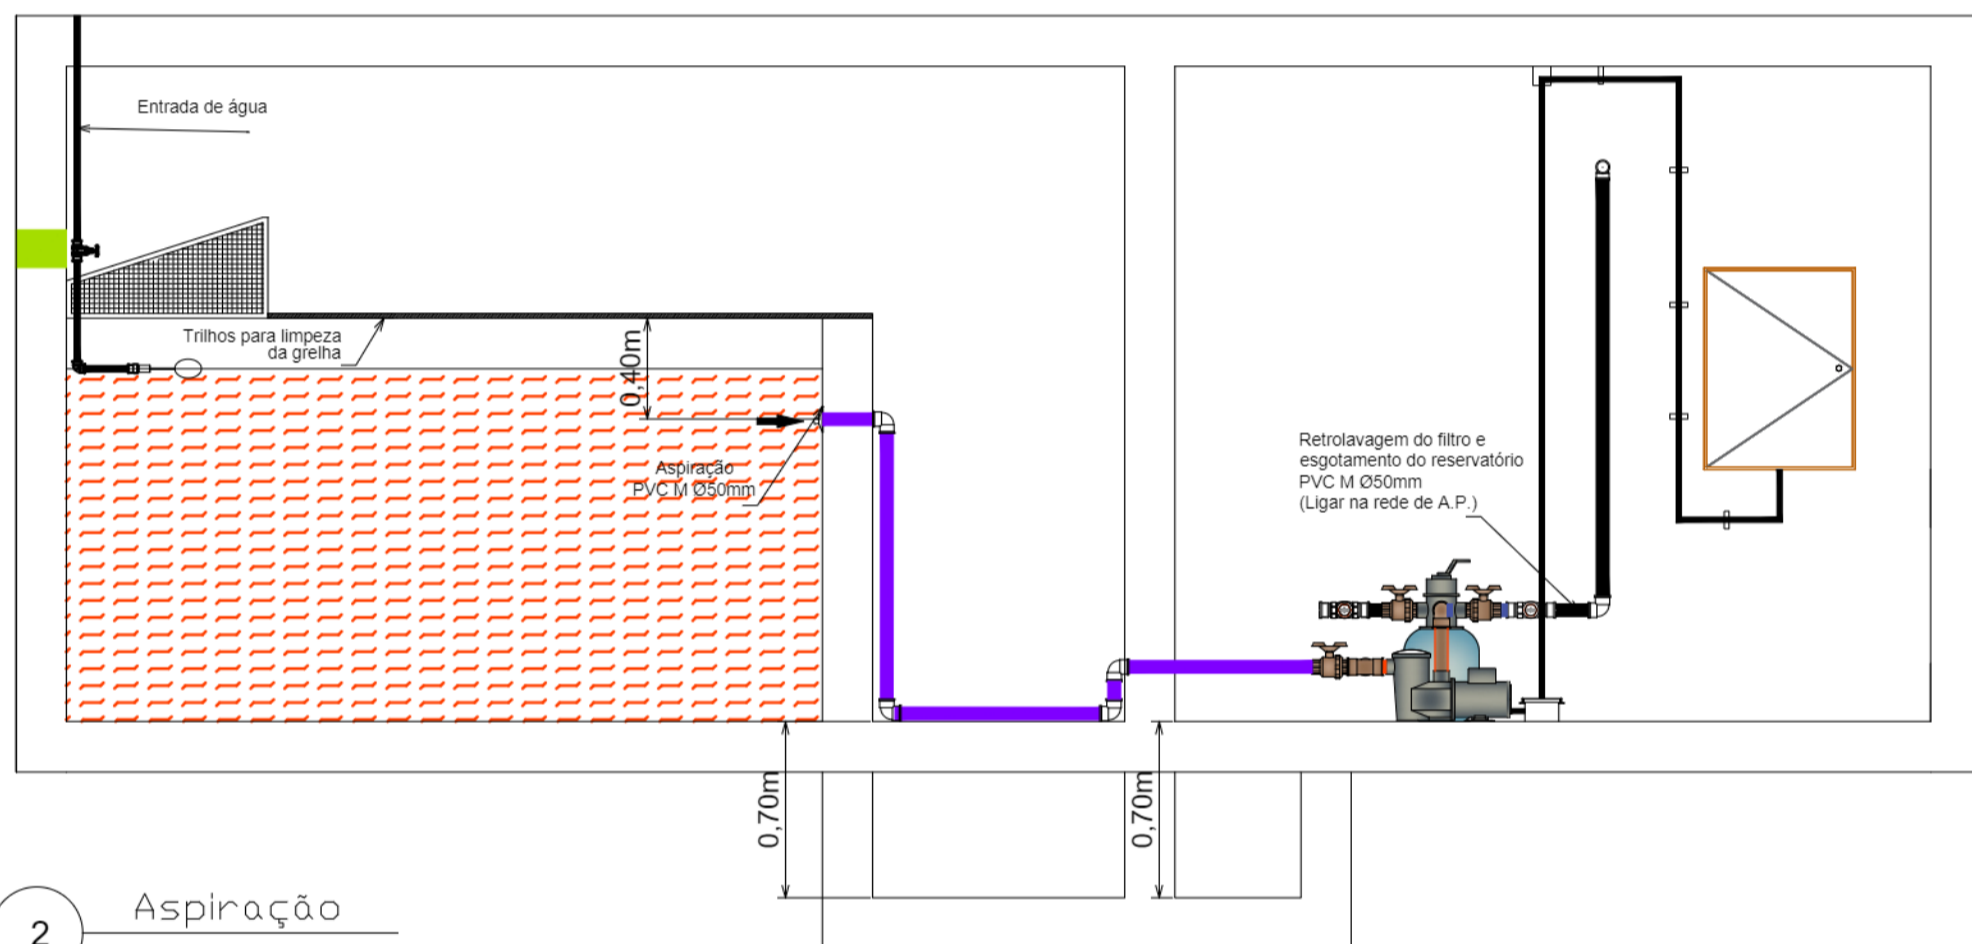 Entrada de água
Trilhos para limpeza
da grelha
0,40m
Aspiração
PVC M Ø50mm
Retrolavagem do filtro e
esgotamento do reservatório
PVC M Ø50mm
(Ligar na rede de A.P.)
0,70m
0,70m
2
Aspiração